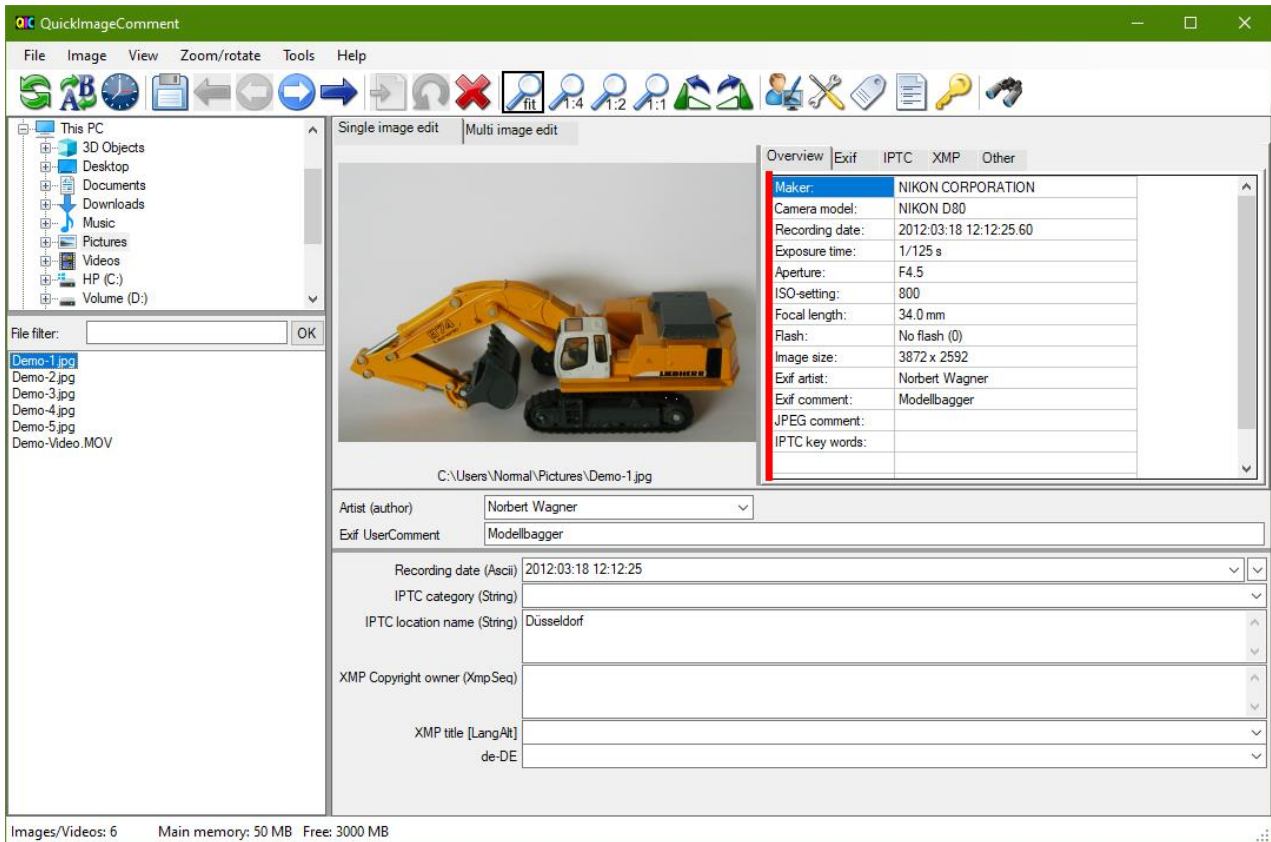 QIC QuickImageComment
File Image View Zoom/rotate Tools Help
fit 1:4 1:2 1:1
This PC
3D Objects
Desktop
Documents
Downloads
Music
Pictures
Videos
HP (C:)
Volume (D:)
File filter: OK
Demo-1.jpg
Demo-2.jpg
Demo-3.jpg
Demo-4.jpg
Demo-5.jpg
Demo-Video.MOV
Single image edit Multi image edit
974
LIEBHERR
C:\Users\Normal\Pictures\Demo-1.jpg
Overview Exif IPTC XMP Other
Maker: NIKON CORPORATION
Camera model: NIKON D80
Recording date: 2012:03:18 12:12:25.60
Exposure time: 1/125 s
Aperture: F4.5
ISO-setting: 800
Focal length: 34.0 mm
Flash: No flash (0)
Image size: 3872 x 2592
Exif artist: Norbert Wagner
Exif comment: Modellbagger
JPEG comment:
IPTC key words:
Artist (author) Norbert Wagner
Exif UserComment Modellbagger
Recording date (Ascii) 2012:03:18 12:12:25
IPTC category (String)
IPTC location name (String) Düsseldorf
XMP Copyright owner (XmpSeq)
XMP title [LangAlt]
de-DE
Images/Videos: 6 Main memory: 50 MB Free: 3000 MB